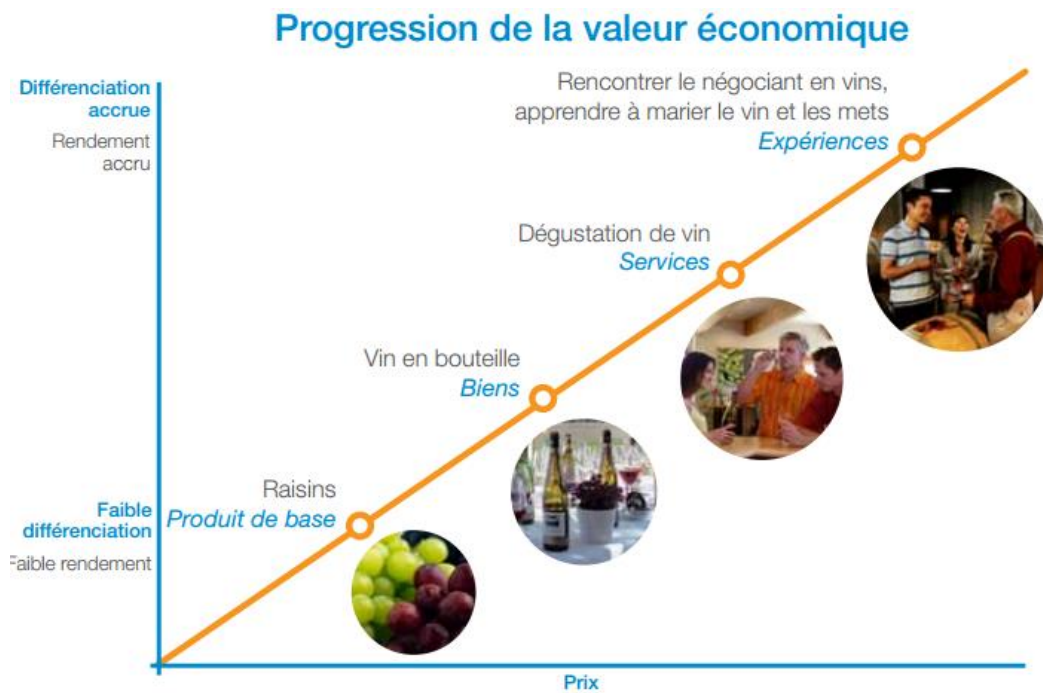 Progression de la valeur économique
Différenciation
accrue
Rendement
accru
Rencontrer le négociant en vins,
apprendre à marier le vin et les mets
Expériences
Dégustation de vin
Services
Vin en bouteille
Biens
Raisins
Produit de base
Faible
différenciation
Faible rendement
Prix